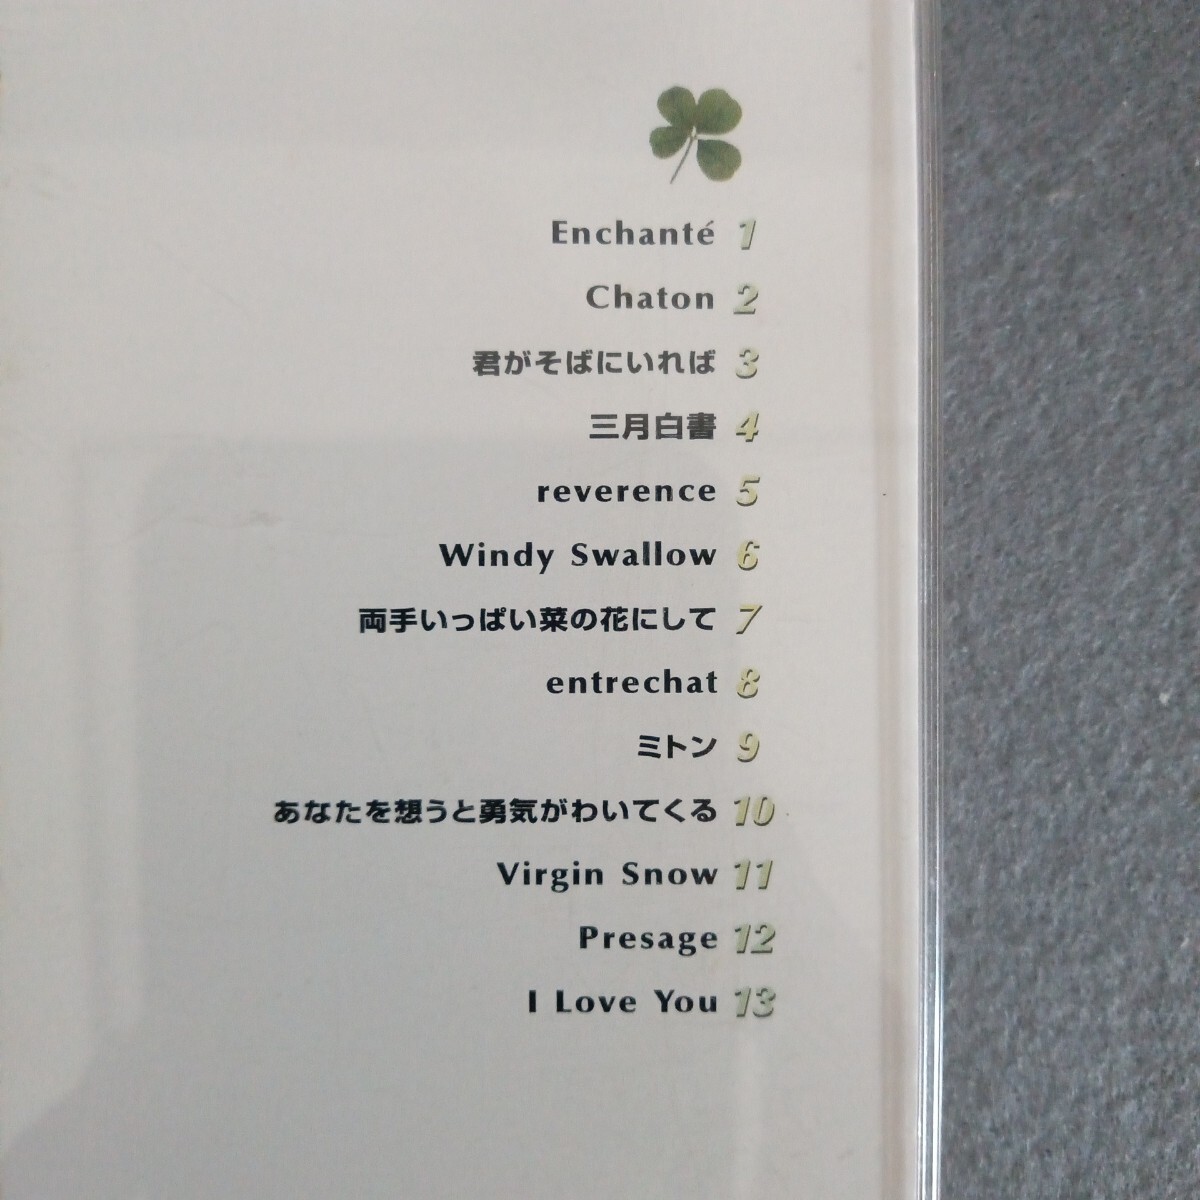 Enchanté 1
Chaton 2
君がそばにいれば 3
三月白書 4
reverence 5
Windy Swallow 6
両手いっぱい菜の花にして 7
entrechat 8
ミトン 9
あなたを想うと勇気がわいてくる 10
Virgin Snow 11
Presage 12
I Love You 13